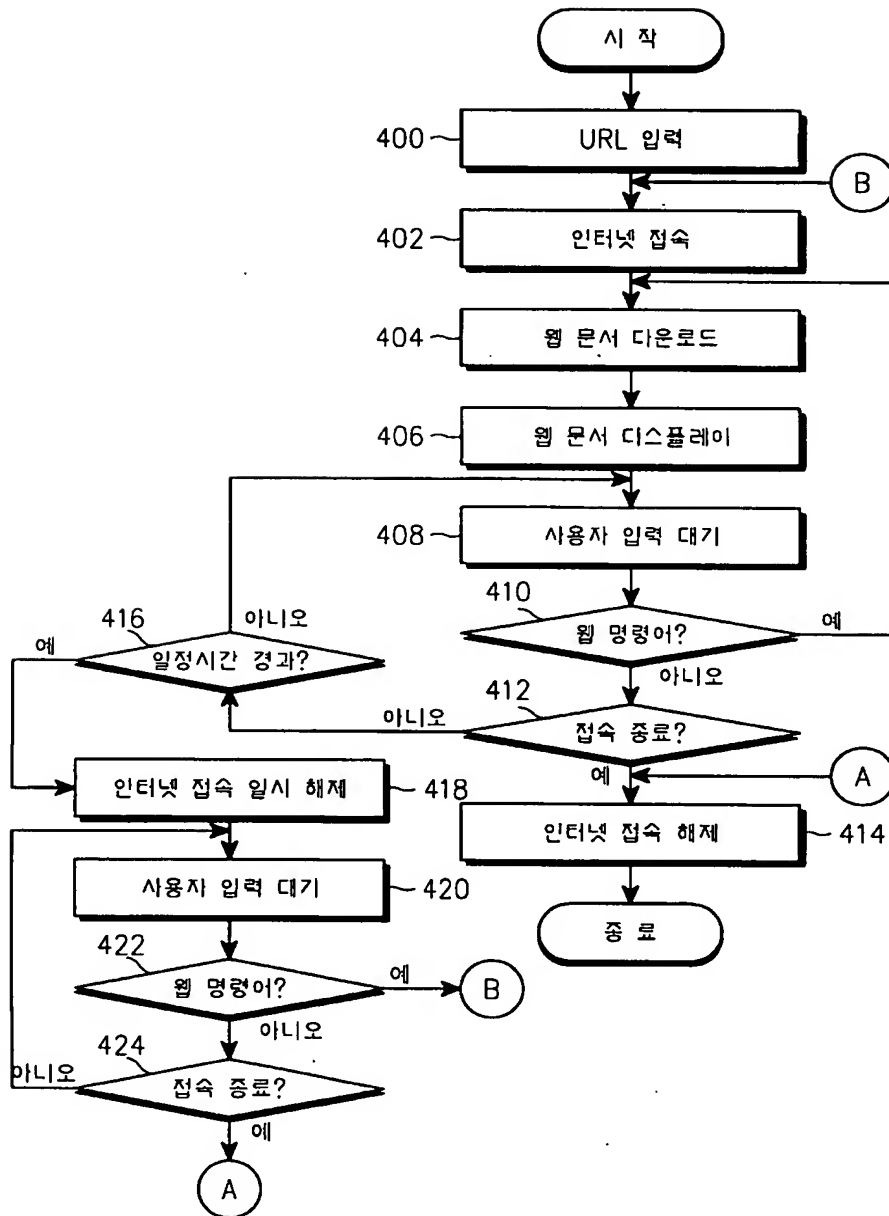 시 작
400
URL 입력
B
402
인터넷 접속
404
웹 문서 다운로드
406
웹 문서 디스플레이
408
사용자 입력 대기
410
웹 명령어?
예
아니오
412
접속 종료?
아니오
예
A
416
아니오
예
일정시간 경과?
인터넷 접속 일시 해제
418
인터넷 접속 해제
414
사용자 입력 대기
420
종 료
422
웹 명령어?
예
B
아니오
424
아니오
접속 종료?
예
A